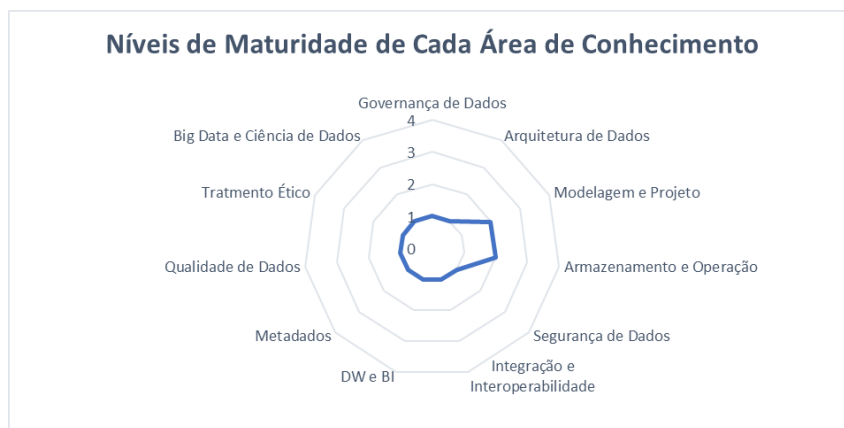 Níveis de Maturidade de Cada Área de Conhecimento
Governança de Dados
4
Big Data e Ciência de Dados
Arquitetura de Dados
3
Tratmento Ético
2
Modelagem e Projeto
1
0
Qualidade de Dados
Armazenamento e Operação
Metadados
Segurança de Dados
DW e BI
Integração e
Interoperabilidade